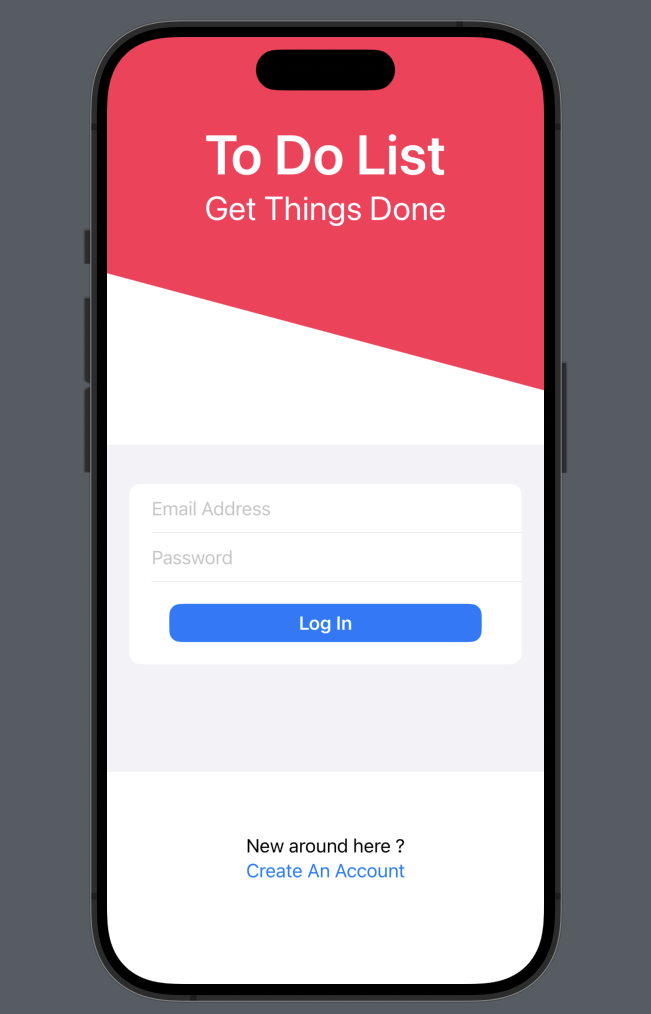 To Do List
Get Things Done
Email Address
Password
Log In
New around here ?
Create An Account